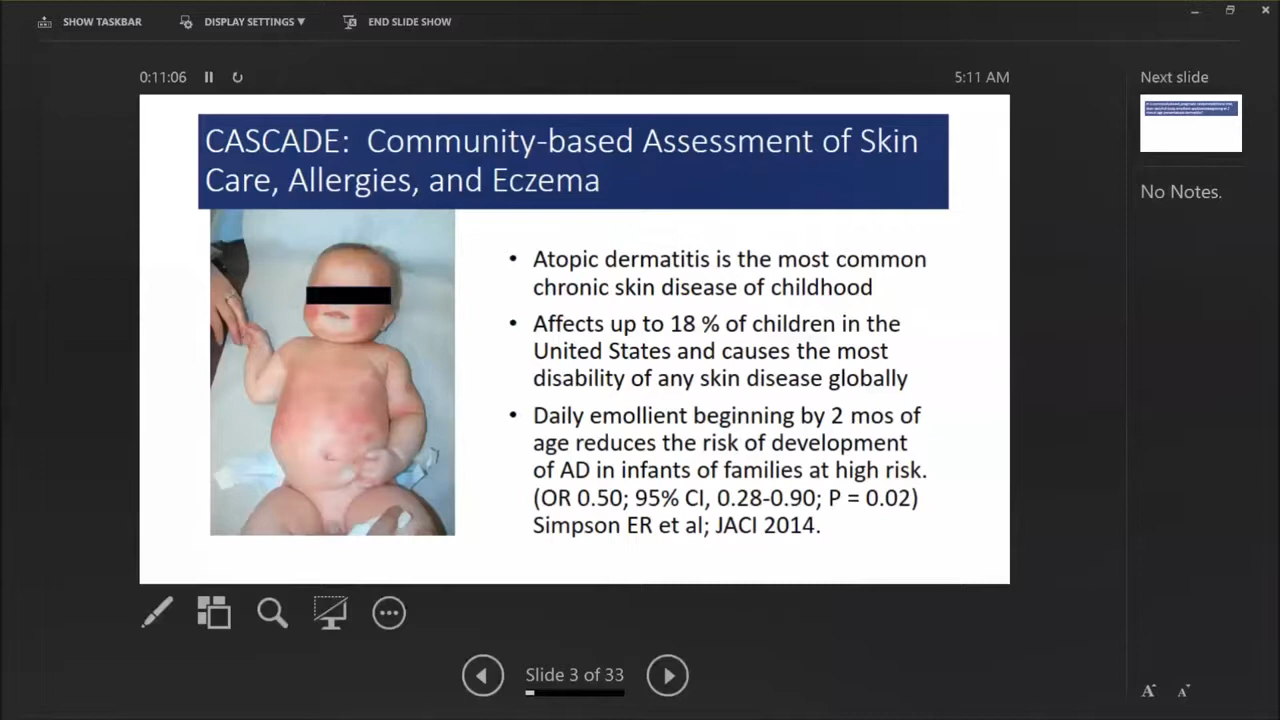 SHOW TASKBAR
DISPLAY SETTINGS ▼
END SLIDE SHOW
0:11:06
5:11 AM
Next slide
CASCADE: Community-based Assessment of Skin
Care, Allergies, and Eczema
• Atopic dermatitis is the most common
chronic skin disease of childhood
• Affects up to 18 % of children in the
United States and causes the most
disability of any skin disease globally
• Daily emollient beginning by 2 mos of
age reduces the risk of development
of AD in infants of families at high risk.
(OR 0.50; 95% CI, 0.28-0.90; P = 0.02)
Simpson ER et al; JACI 2014.
No Notes.
Slide 3 of 33
A A